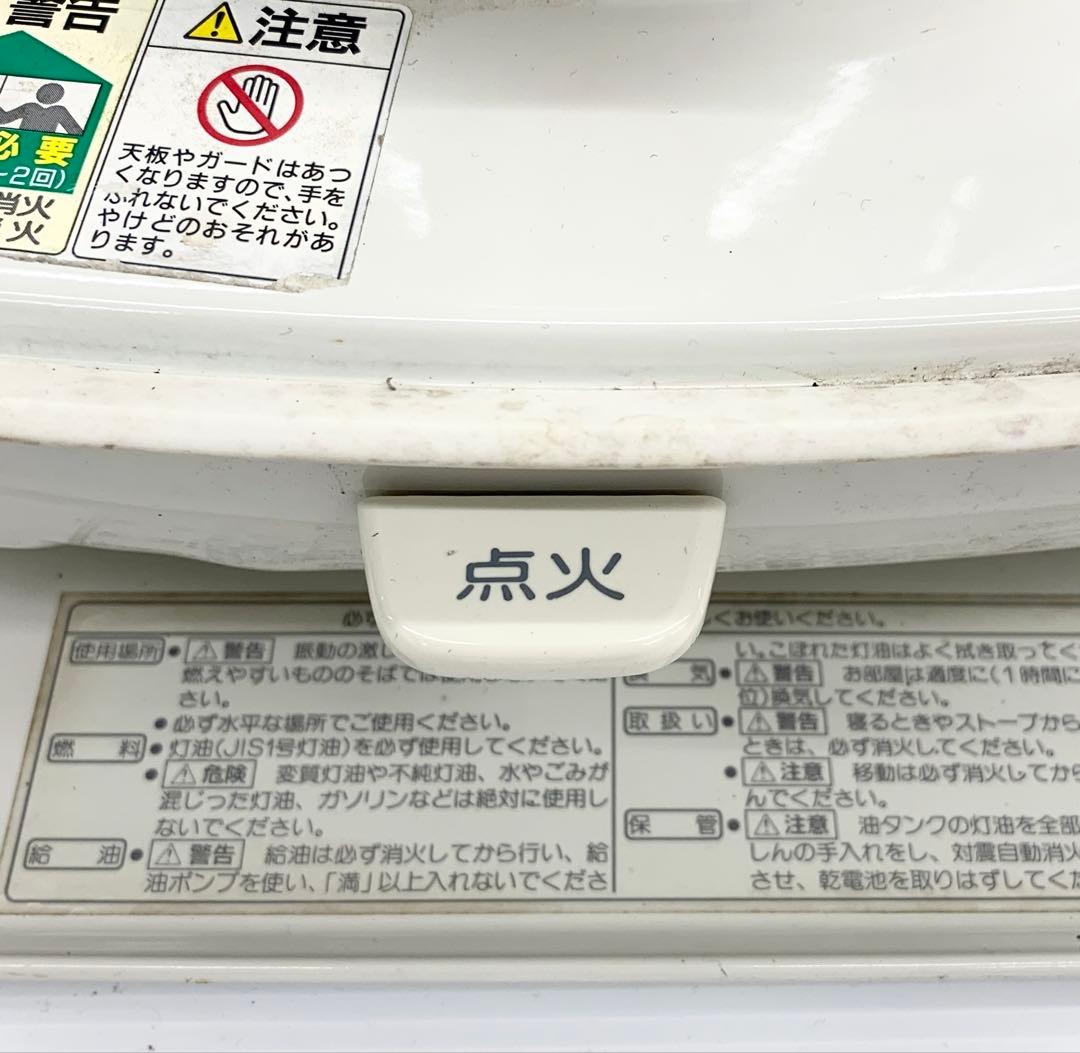 警告
必要
~2回)
消火
火
注意
天板やガードはあつ
くなりますので、手を
ふれないでください。
やけどのおそれがあ
ります。
点火
必ず
くお使いください。
使用場所 ● 警告 振動の激し
燃えやすいもののそばでは使用
さい。
● 必ず水平な場所でご使用ください。
燃料 ● 灯油(JIS1号灯油)を必ず使用してください。
● 危険 変質灯油や不純灯油、水やごみが
混じった灯油、ガソリンなどは絶対に使用し
ないでください。
給油 ● 警告 給油は必ず消火してから行い、給
油ポンプを使い、「満」以上入れないでくださ
い。こぼれた灯油はよく拭き取ってく
気 ● 警告 お部屋は適度に(1時間に
位)換気してください。
取扱い ● 警告 寝るときやストーブから
ときは、必ず消火してください。
● 注意 移動は必ず消火してから
んでください。
保管 ● 注意 油タンクの灯油を全部
しんの手入れをし、対震自動消火
させ、乾電池を取りはずしてくだ